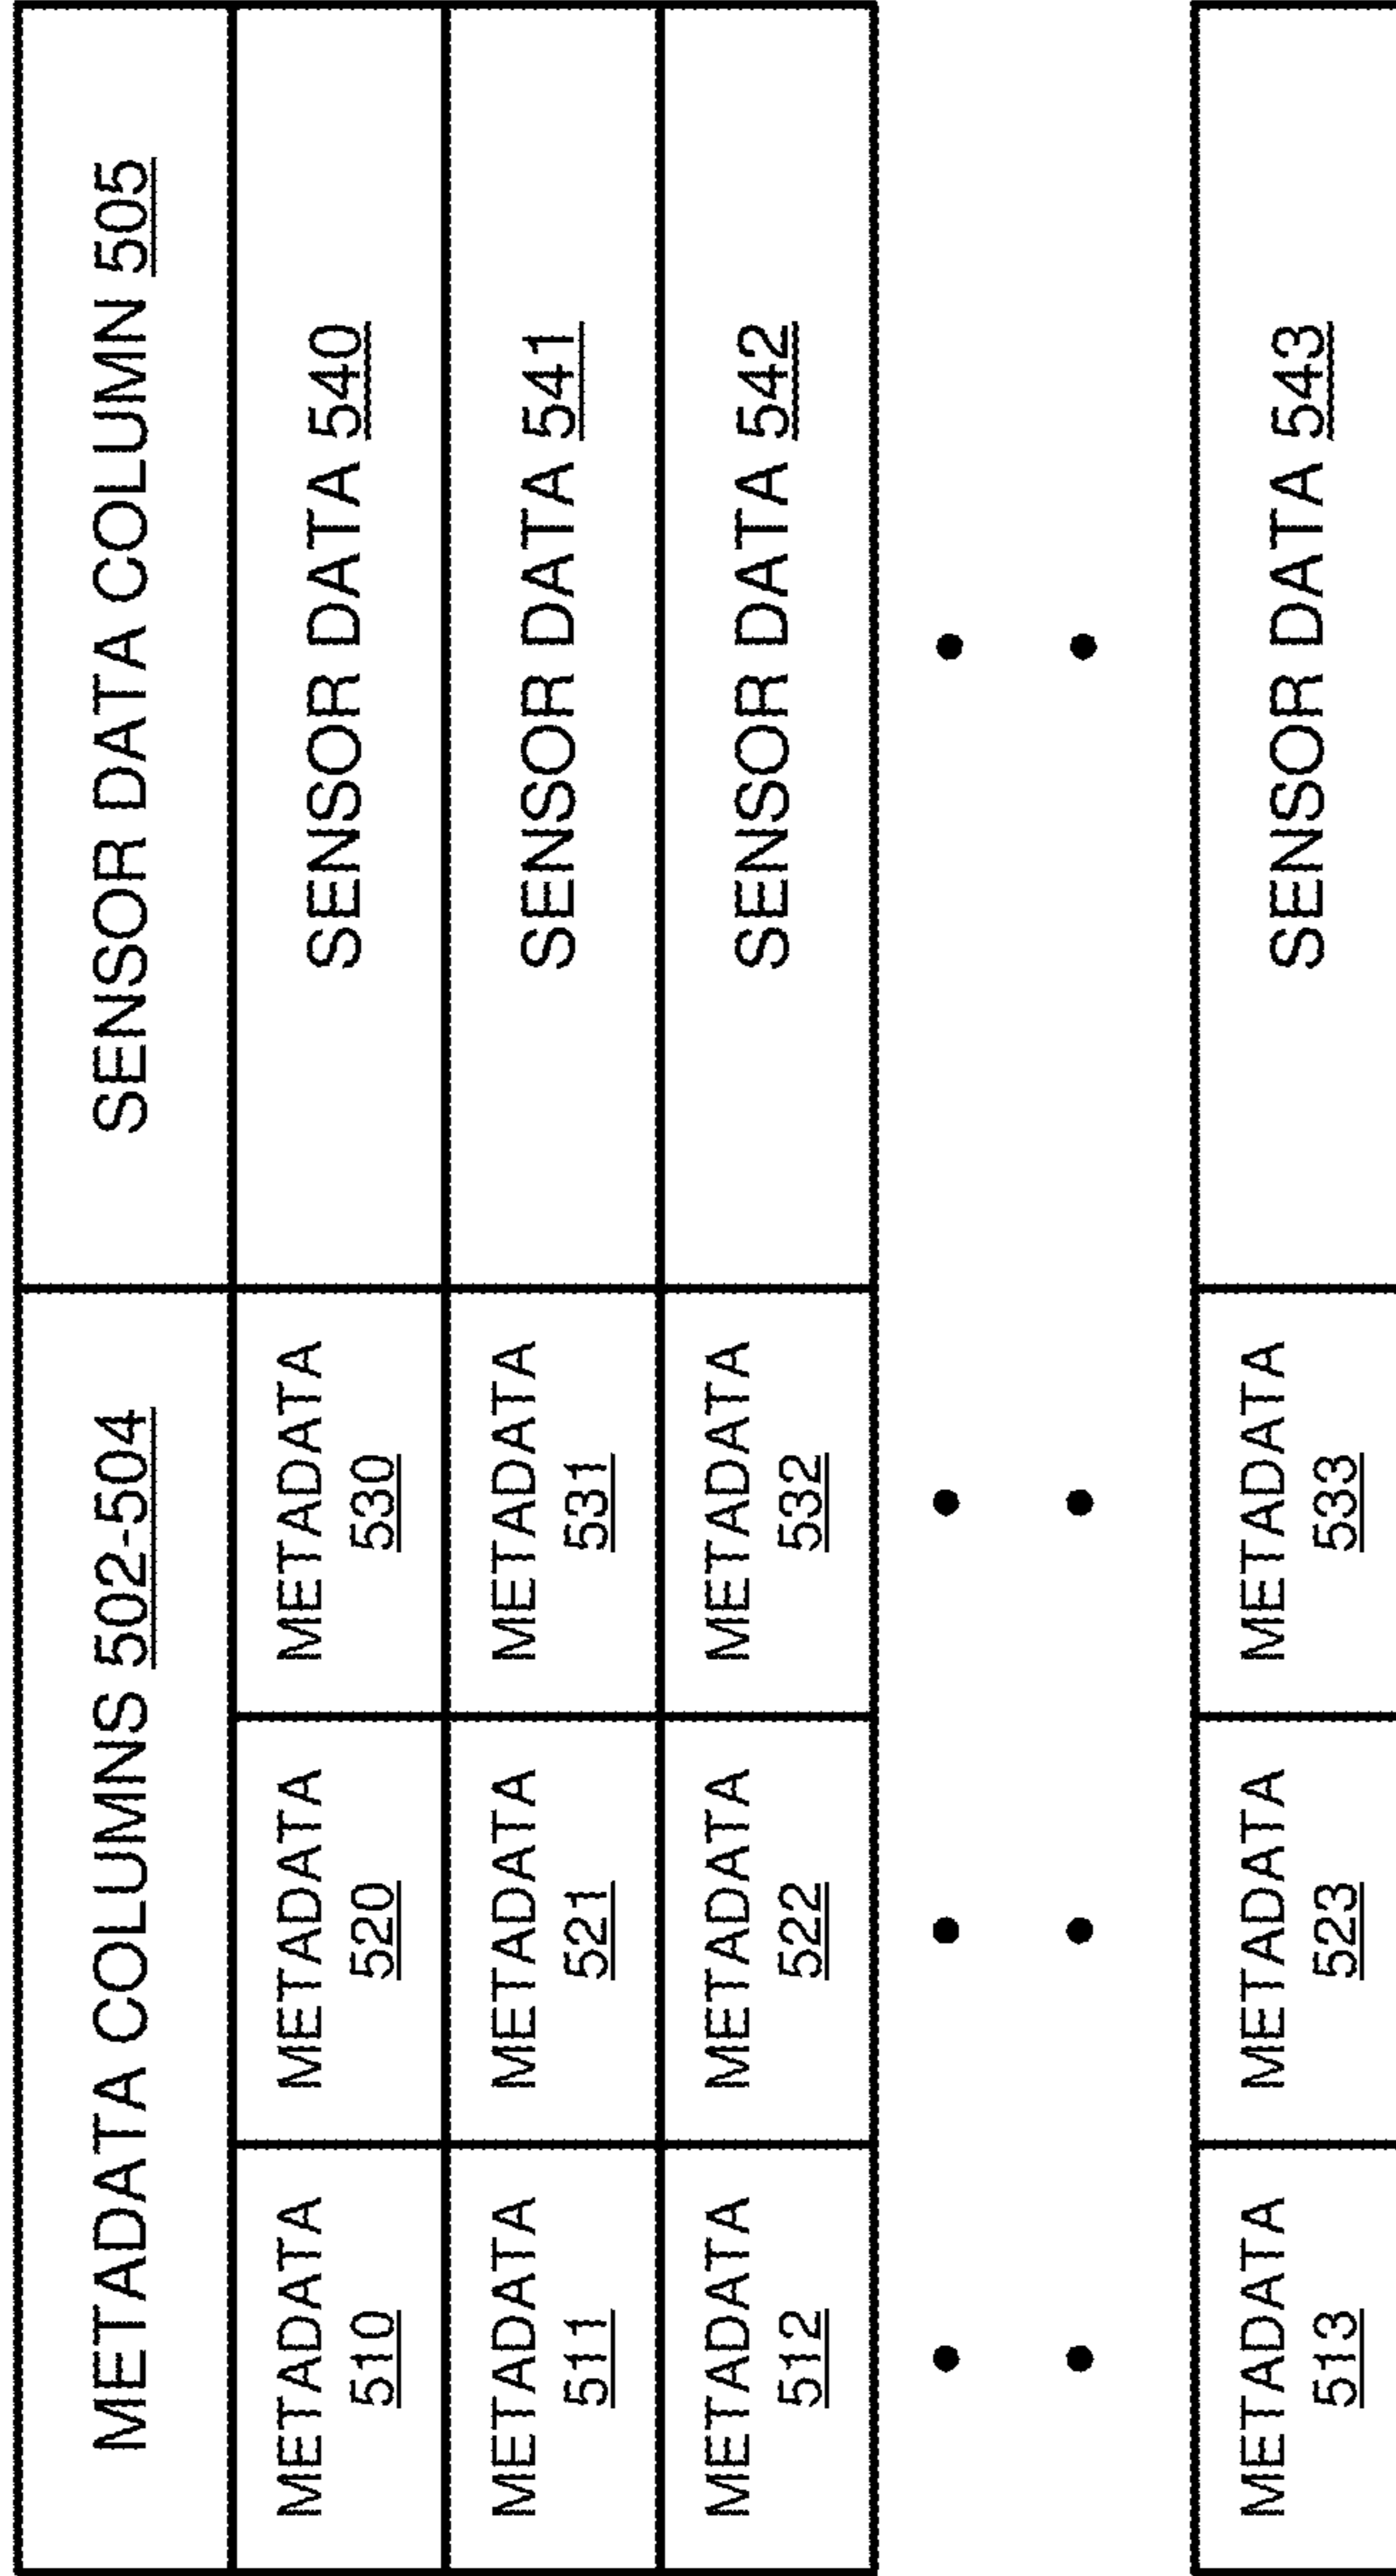 METADATA COLUMNS 502-504
SENSOR DATA COLUMN 505
METADATA
510
METADATA
520
METADATA
530
SENSOR DATA 540
METADATA
511
METADATA
521
METADATA
531
SENSOR DATA 541
METADATA
512
METADATA
522
METADATA
532
SENSOR DATA 542
METADATA
513
METADATA
523
METADATA
533
SENSOR DATA 543